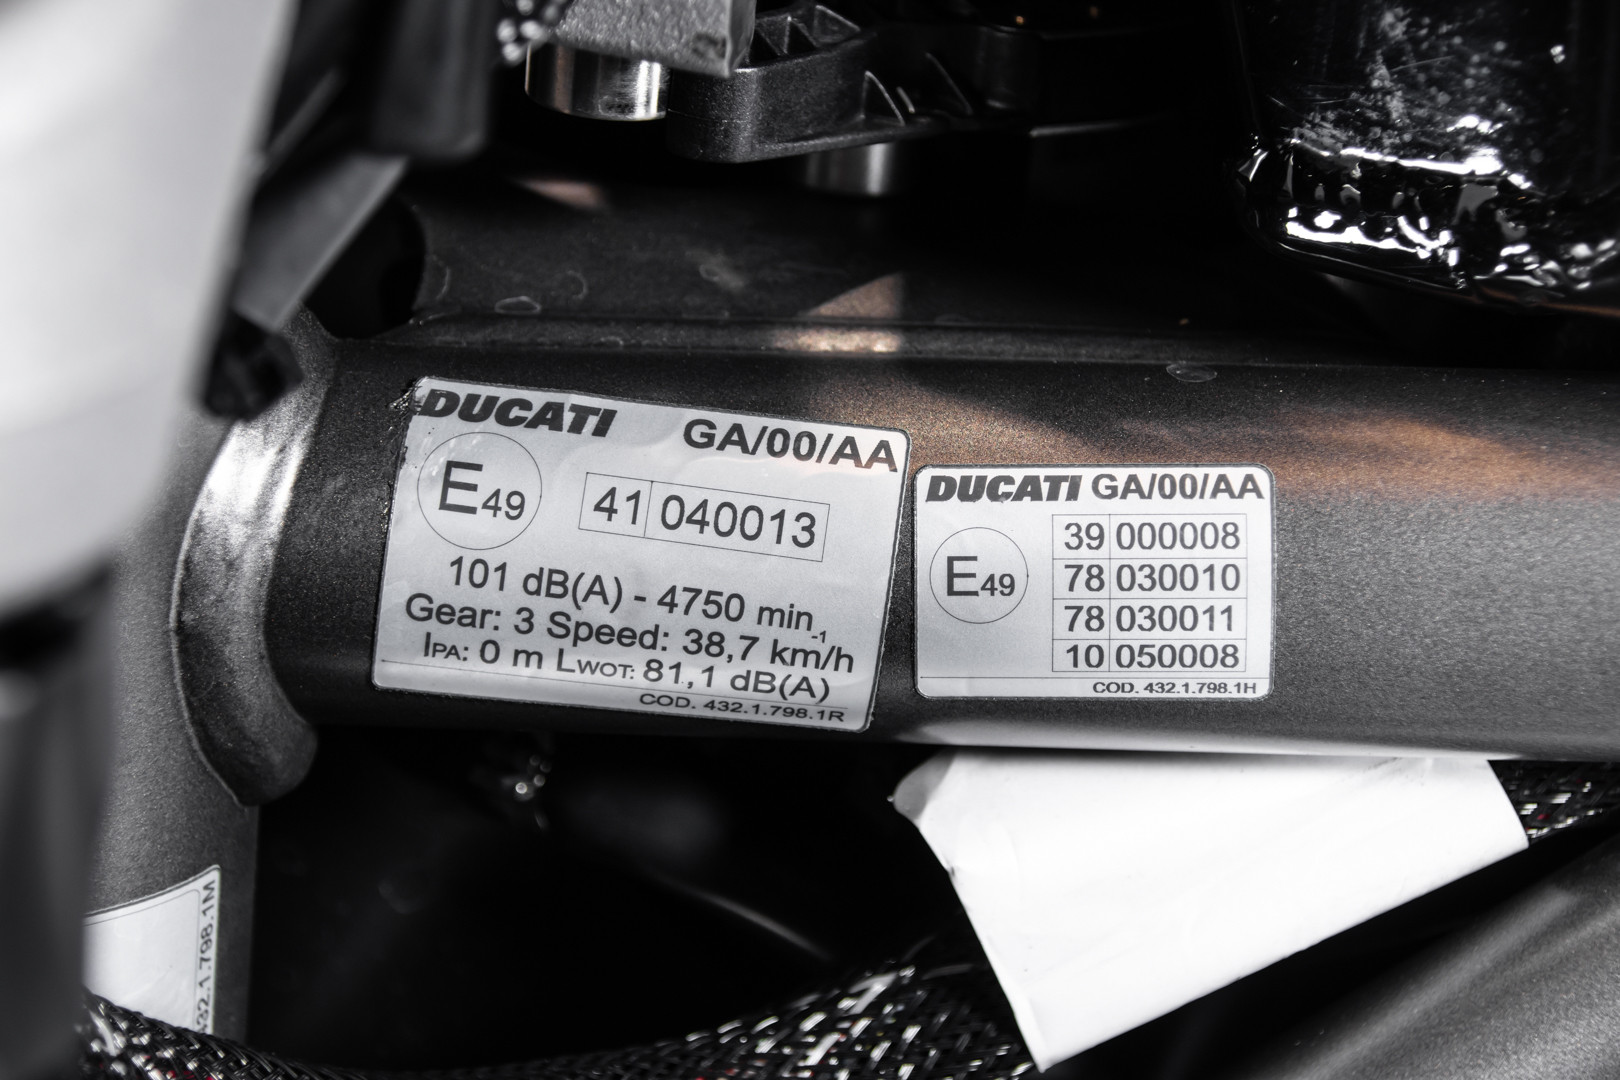 DUCATI GA/00/AA
E49 41 040013
101 dB(A) - 4750 min-1
Gear: 3 Speed: 38,7 km/h
IPA: 0 m LWOT: 81,1 dB(A)
COD. 432.1.798.1R
DUCATI GA/00/AA
E49
39 000008
78 030010
78 030011
10 050008
COD. 432.1.798.1H
32.1.798.1M